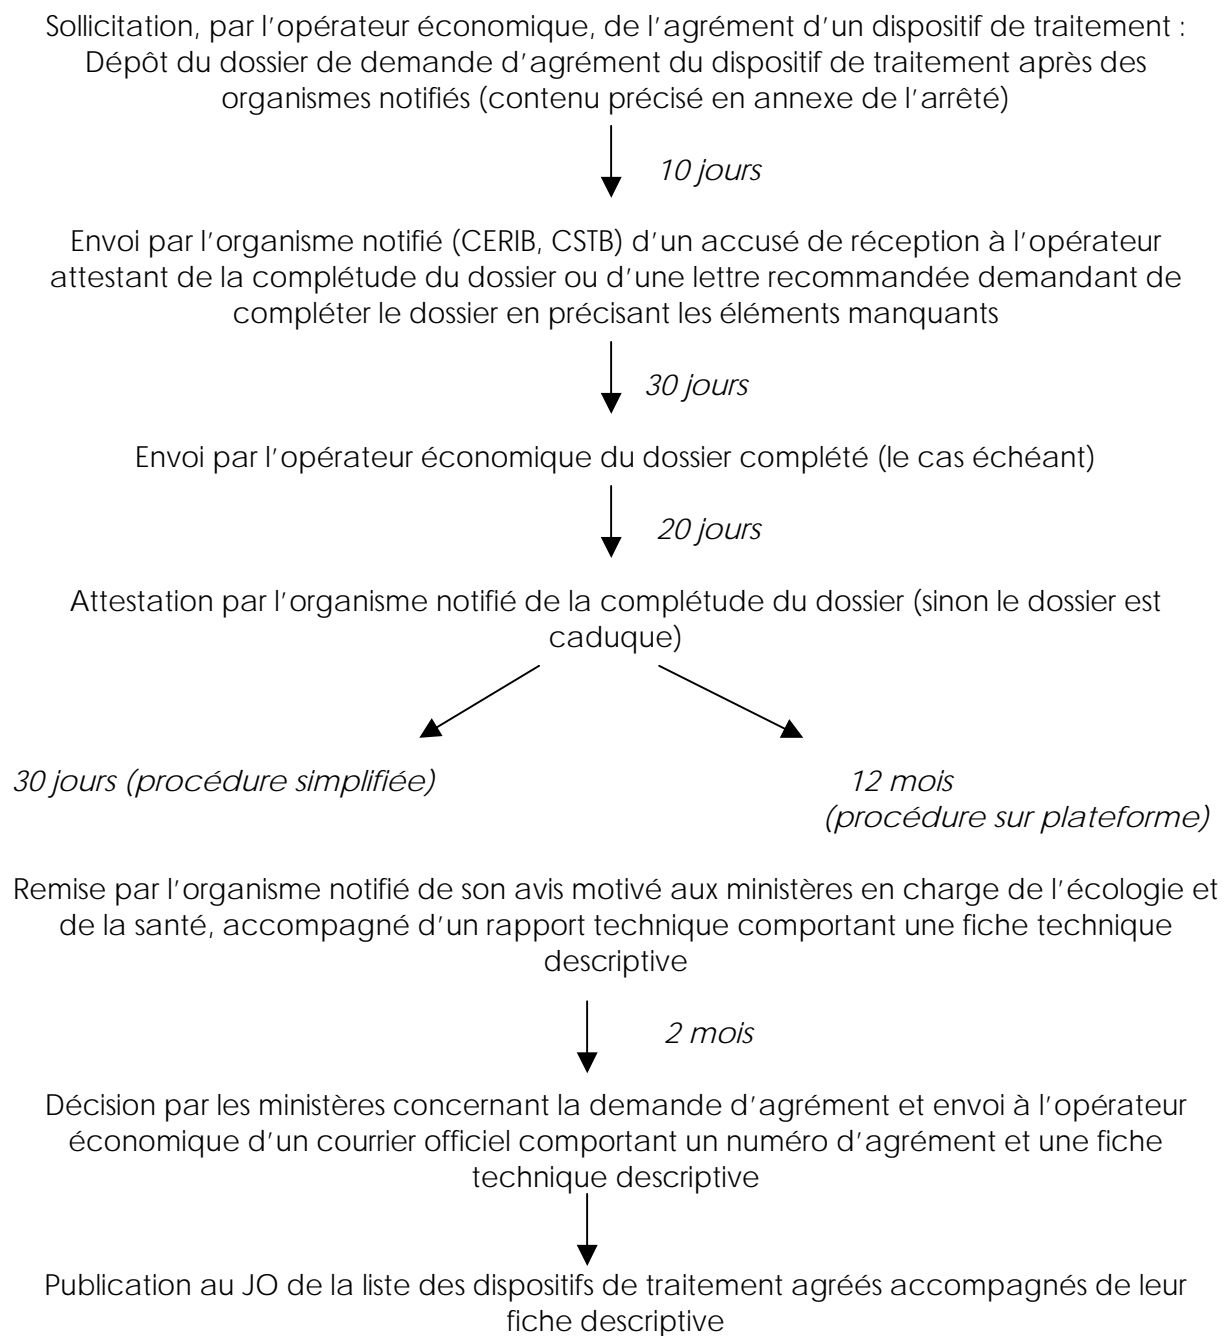 Sollicitation, par l'opérateur économique, de l'agrément d'un dispositif de traitement :
Dépôt du dossier de demande d'agrément du dispositif de traitement après des
organismes notifiés (contenu précisé en annexe de l'arrêté)
10 jours
Envoi par l'organisme notifié (CERIB, CSTB) d'un accusé de réception à l'opérateur
attestant de la complétude du dossier ou d'une lettre recommandée demandant de
compléter le dossier en précisant les éléments manquants
30 jours
Envoi par l'opérateur économique du dossier complété (le cas échéant)
20 jours
Attestation par l'organisme notifié de la complétude du dossier (sinon le dossier est
caduque)
30 jours (procédure simplifiée)
12 mois
(procédure sur plateforme)
Remise par l'organisme notifié de son avis motivé aux ministères en charge de l'écologie et
de la santé, accompagné d'un rapport technique comportant une fiche technique
descriptive
2 mois
Décision par les ministères concernant la demande d'agrément et envoi à l'opérateur
économique d'un courrier officiel comportant un numéro d'agrément et une fiche
technique descriptive
Publication au JO de la liste des dispositifs de traitement agréés accompagnés de leur
fiche descriptive